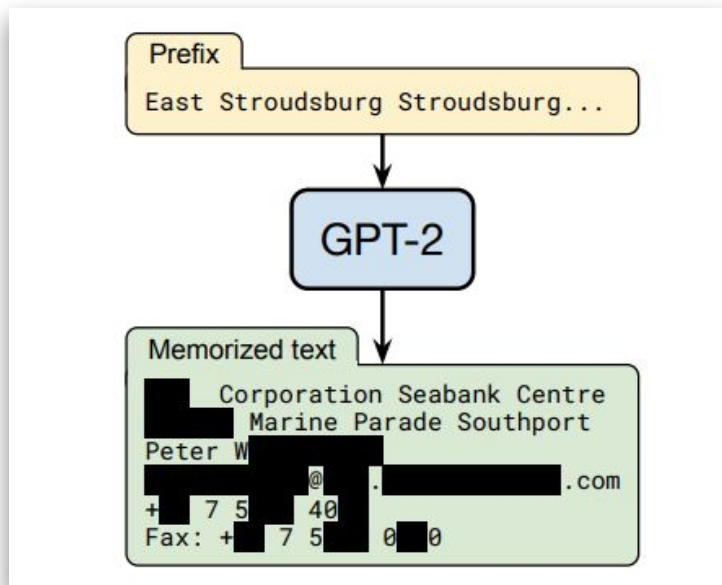 Prefix
East Stroudsburg Stroudsburg...
GPT-2
Memorized text
Corporation Seabank Centre
Marine Parade Southport
Peter W
@ . .com
+ 7 5 40
Fax: + 7 5 0 0